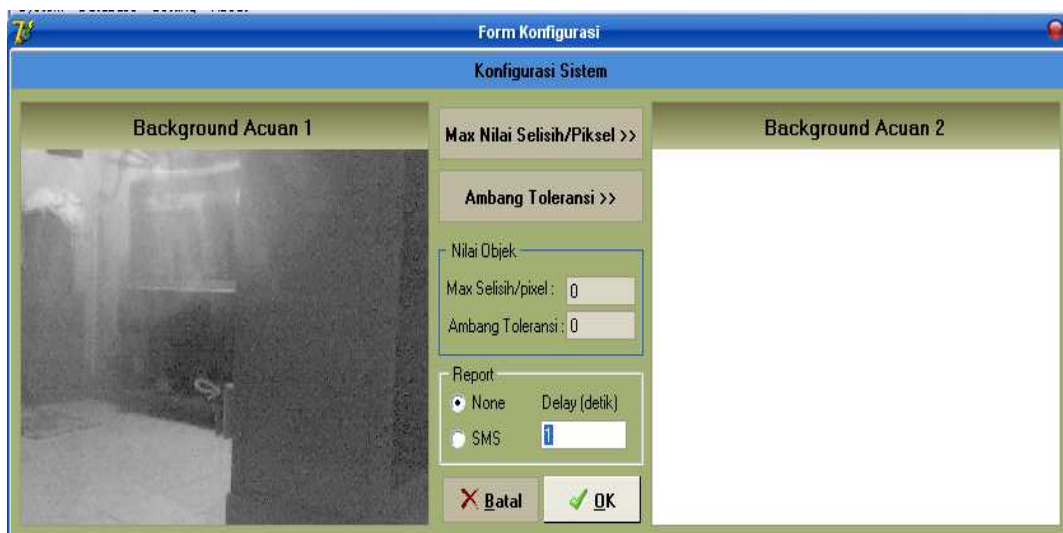 Form Konfigurasi
Konfigurasi Sistem
Background Acuan 1
Max Nilai Selisih/Piksel >>
Ambang Toleransi >>
Nilai Objek
Max Selisih/pixel : 0
Ambang Toleransi : 0
Report
None Delay (detik)
SMS 1
Batal OK
Background Acuan 2